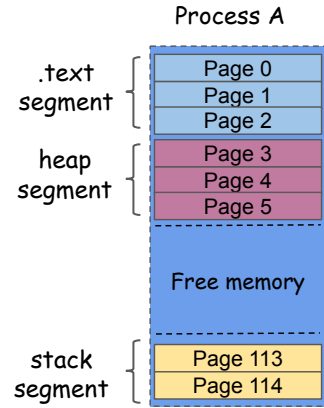 Process A
.text
segment
Page 0
Page 1
Page 2
heap
segment
Page 3
Page 4
Page 5
Free memory
stack
segment
Page 113
Page 114